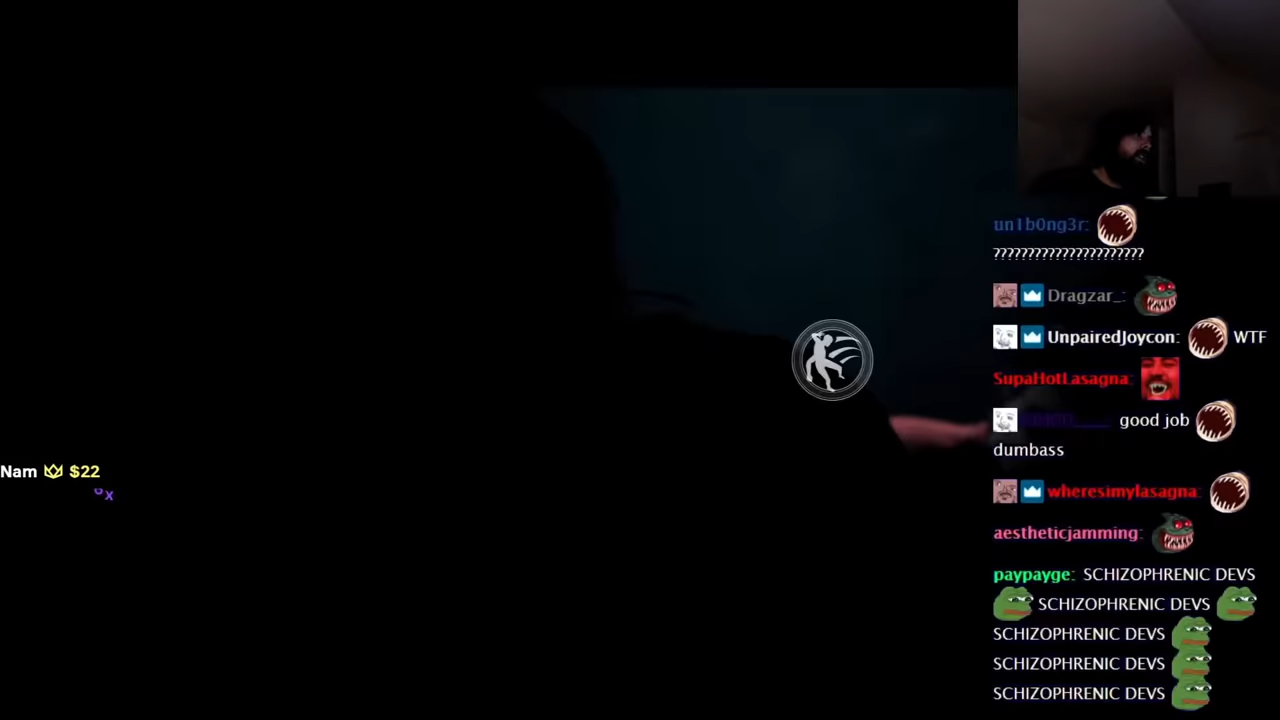 un1b0ng3r:
??????????????????????
Dragzar_:
UnpairedJoycon: WTF
SupaHotLasagna:
good job
dumbass
Nam $22
x
wheresimylasagna:
aestheticjamming:
paypayge: SCHIZOPHRENIC DEVS
SCHIZOPHRENIC DEVS
SCHIZOPHRENIC DEVS
SCHIZOPHRENIC DEVS
SCHIZOPHRENIC DEVS